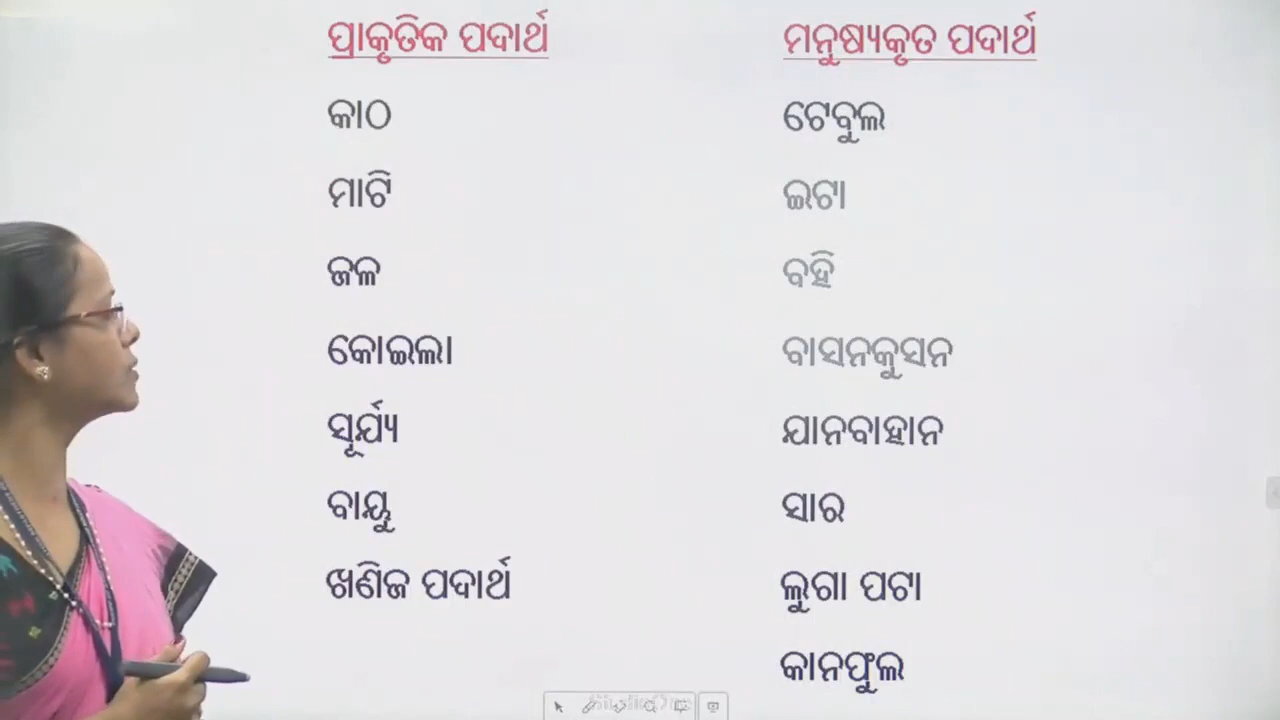 ପ୍ରାକୃତିକ ପଦାର୍ଥ
କାଠ
ମାଟି
ଜଳ
କୋଇଲା
ସୂର୍ଯ୍ୟ
ବାୟୁ
ଖଣିଜ ପଦାର୍ଥ
ମନୁଷ୍ୟକୃତ ପଦାର୍ଥ
ଟେବୁଲ
ଇଟା
ବହି
ବାସନକୁସନ
ଯାନବାହାନ
ସାର
ଲୁଗା ପଟା
କାନଫୁଲ